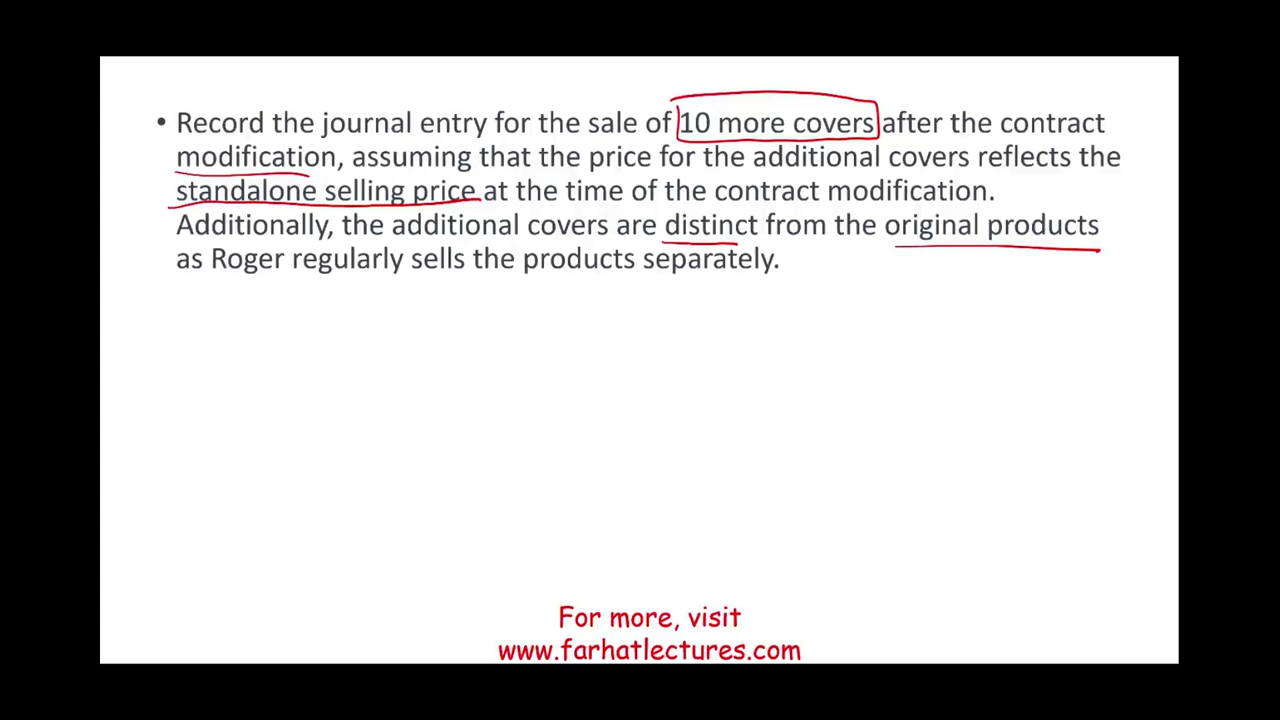 • Record the journal entry for the sale of 10 more covers after the contract
modification, assuming that the price for the additional covers reflects the
standalone selling price at the time of the contract modification.
Additionally, the additional covers are distinct from the original products
as Roger regularly sells the products separately.
For more, visit
www.farhatlectures.com